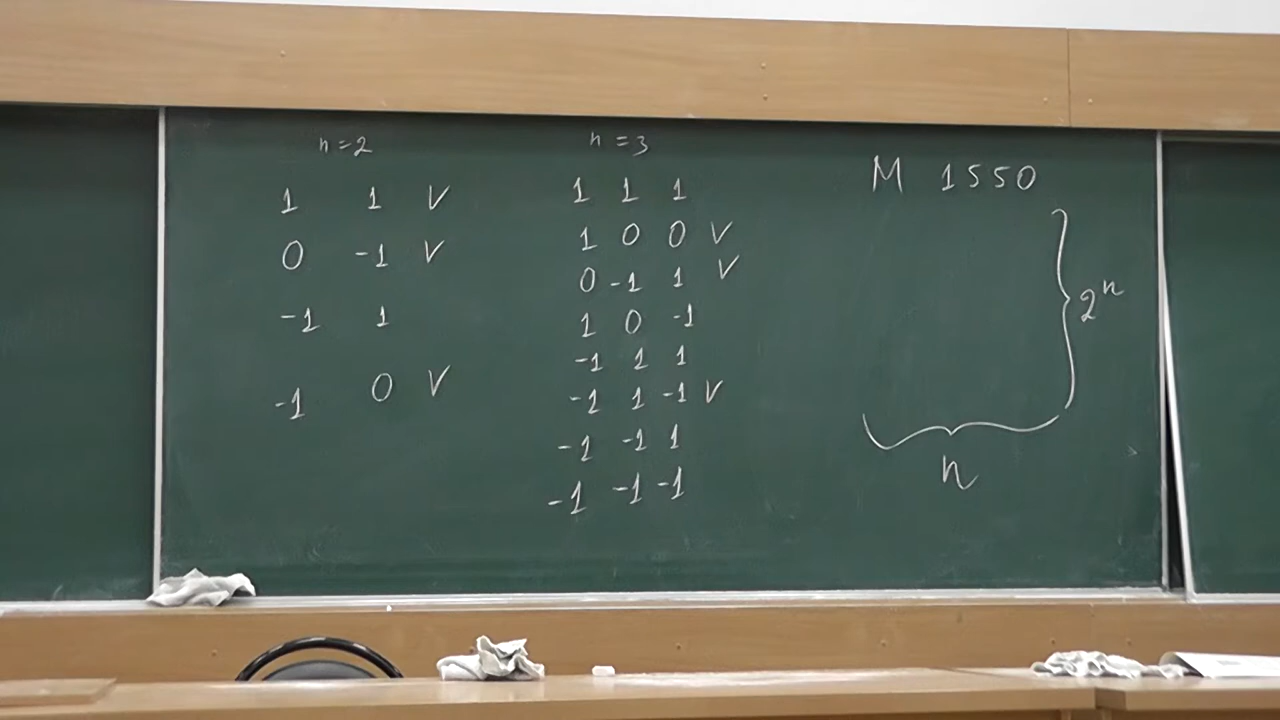 n=2
1 1 V
0 -1 V
-1 1
-1 0 V
n=3
1 1 1
1 0 0 V
0 -1 1 V
1 0 -1
-1 1 1
-1 1 -1 V
-1 -1 1
-1 -1 -1
M 1550
2ⁿ
n